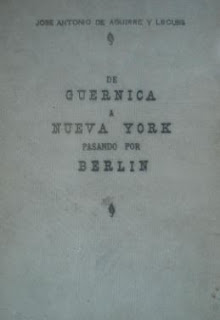 JOSE ANTONIO DE AGUIRRE Y LECUBE
DE
GUERNICA
A
NUEVA YORK
PASANDO POR
BERLIN